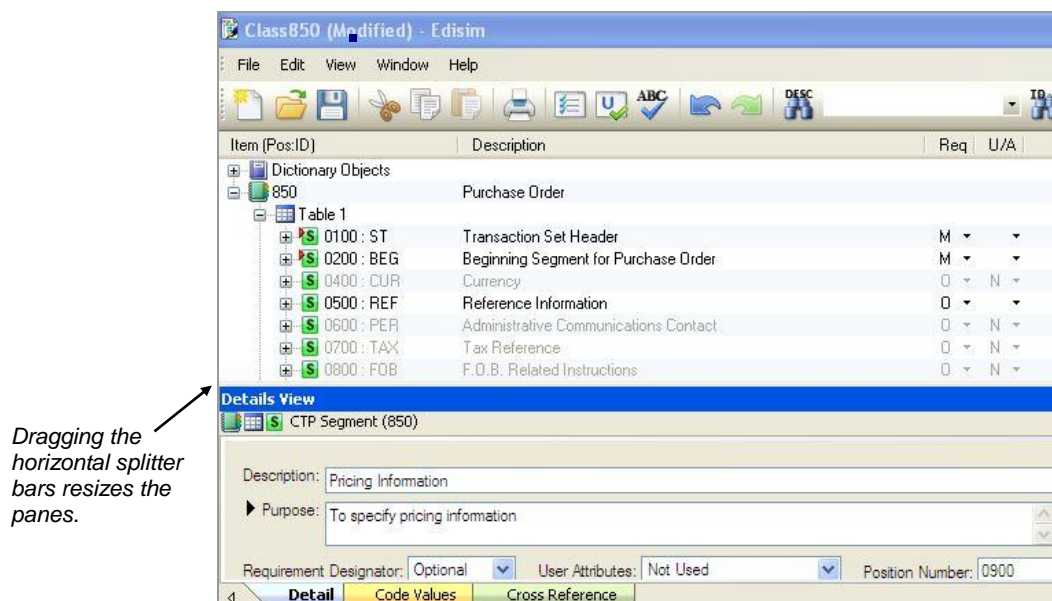 Class850 (Modified) - Edisim
File Edit View Window Help
ABC DESC ID
Item (Pos:ID) Description Req U/A
Dictionary Objects
850 Purchase Order
Table 1
S 0100 : ST Transaction Set Header M
S 0200 : BEG Beginning Segment for Purchase Order M
S 0400 : CUR Currency O N
S 0500 : REF Reference Information O
S 0600 : PER Administrative Communications Contact O N
S 0700 : TAX Tax Reference O N
S 0800 : FOB F.O.B. Related Instructions O N
Details View
S CTP Segment (850)
Dragging the
horizontal splitter
bars resizes the
panes.
Description: Pricing Information
Purpose: To specify pricing information
Requirement Designator: Optional User Attributes: Not Used Position Number: 0900
Detail Code Values Cross Reference